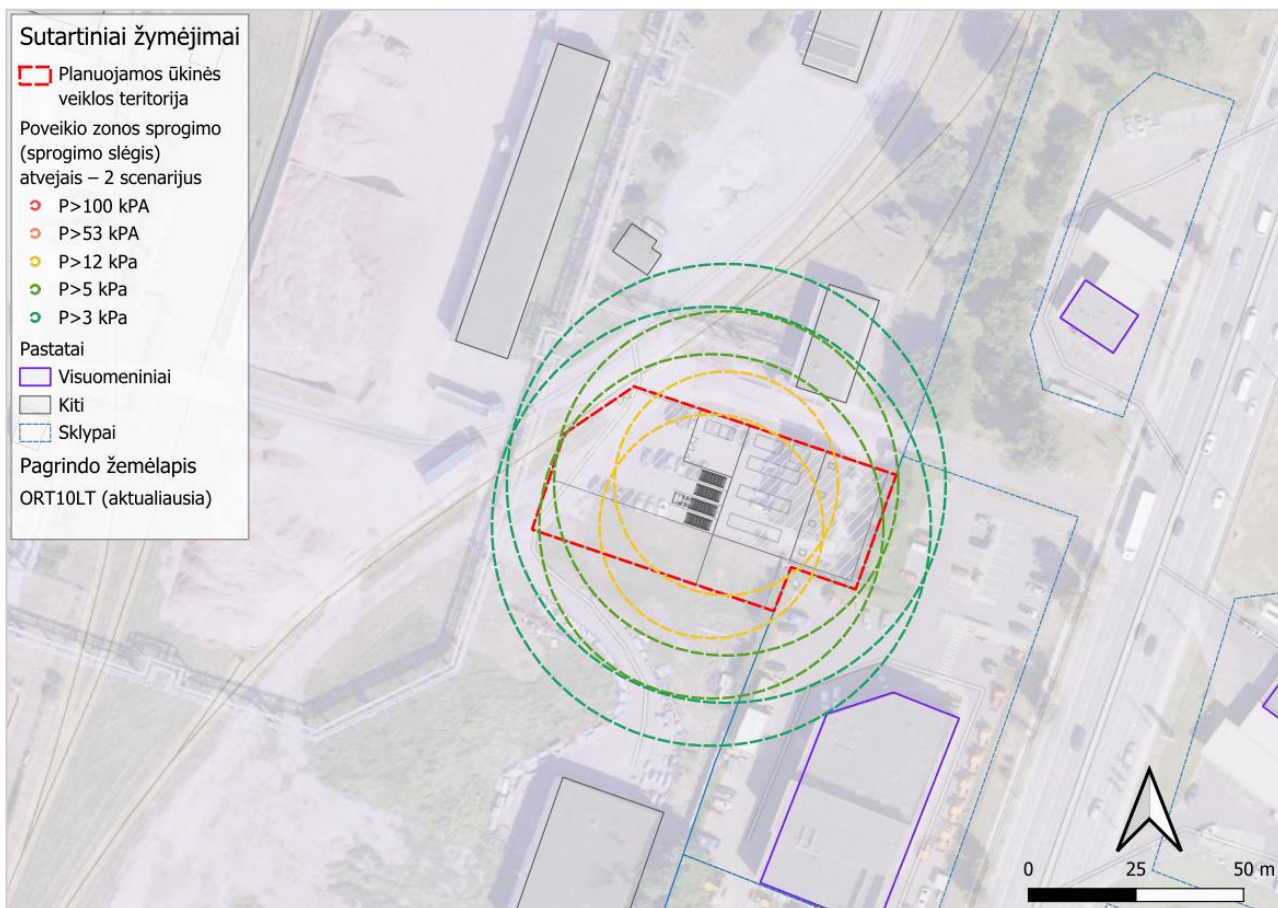 Sutartiniai žymėjimai
Planuojamos ūkinės
veiklos teritorija
Poveikio zonos sprogimo
(sprogimo slėgis)
atvejais – 2 scenarijus
P>100 kPA
P>53 kPA
P>12 kPa
P>5 kPa
P>3 kPa
Pastatai
Visuomeniniai
Kiti
Sklypai
Pagrindo žemėlapis
ORT10LT (aktualiausia)
0 25 50 m